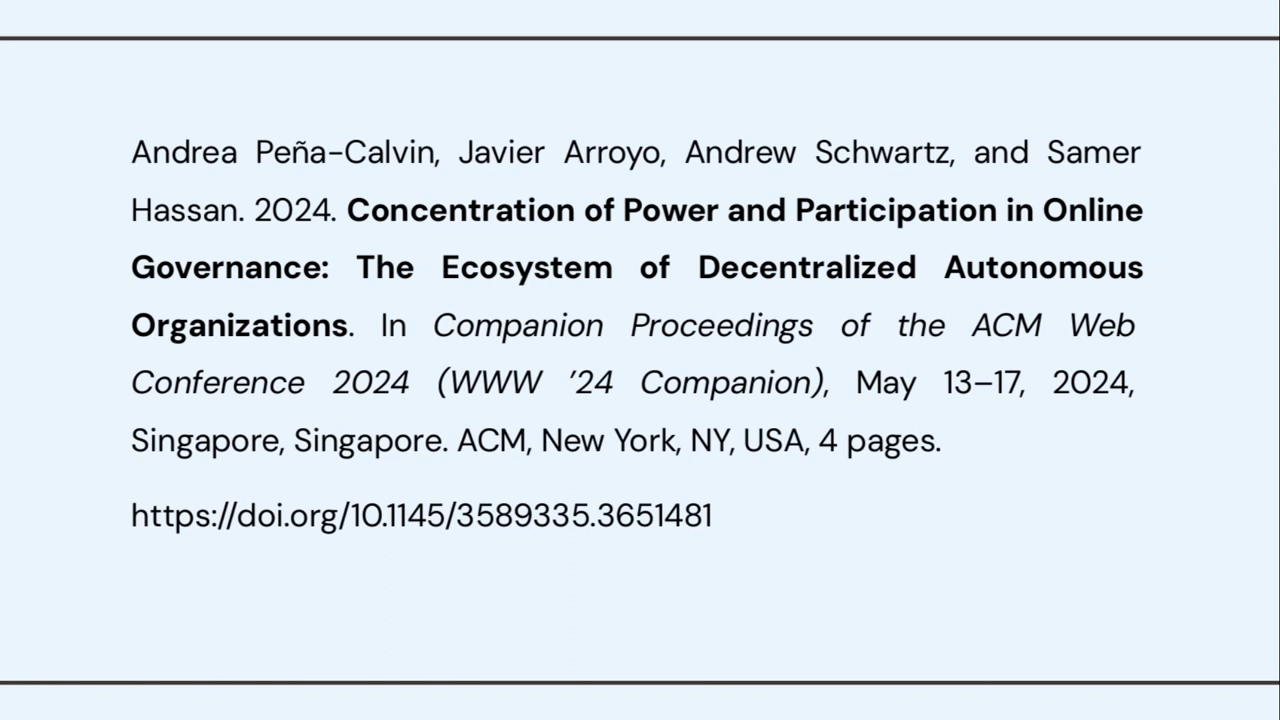 Andrea Peña-Calvin, Javier Arroyo, Andrew Schwartz, and Samer
Hassan. 2024. Concentration of Power and Participation in Online
Governance: The Ecosystem of Decentralized Autonomous
Organizations. In Companion Proceedings of the ACM Web
Conference 2024 (WWW ’24 Companion), May 13–17, 2024,
Singapore, Singapore. ACM, New York, NY, USA, 4 pages.
https://doi.org/10.1145/3589335.3651481